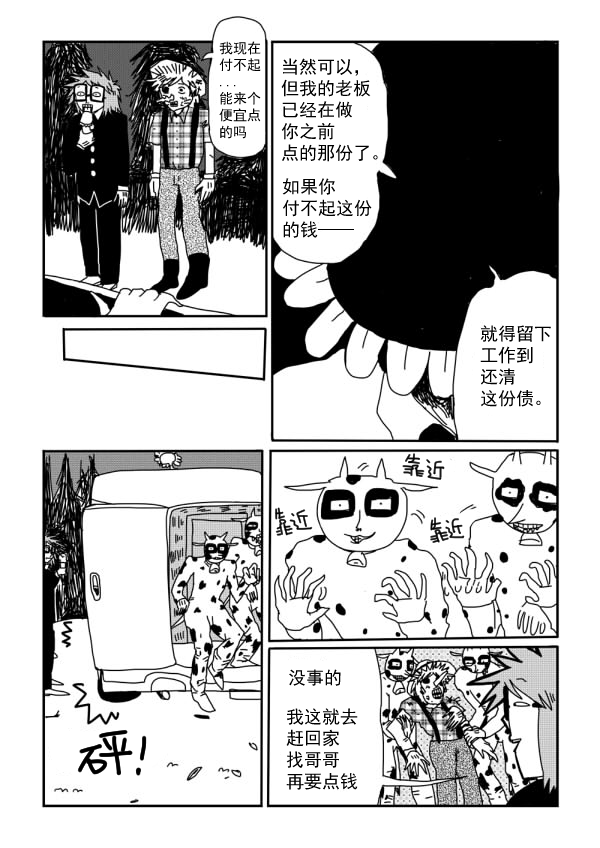 我现在
付不起
...
能来个
便宜点
的吗
当然可以，
但我的老板
已经在做
你之前
点的那份了。
如果你
付不起这份
的钱——
就得留下
工作到
还清
这份债。
砰！
靠近
靠近
靠近
没事的
我这就去
赶回家
找哥哥
再要点钱